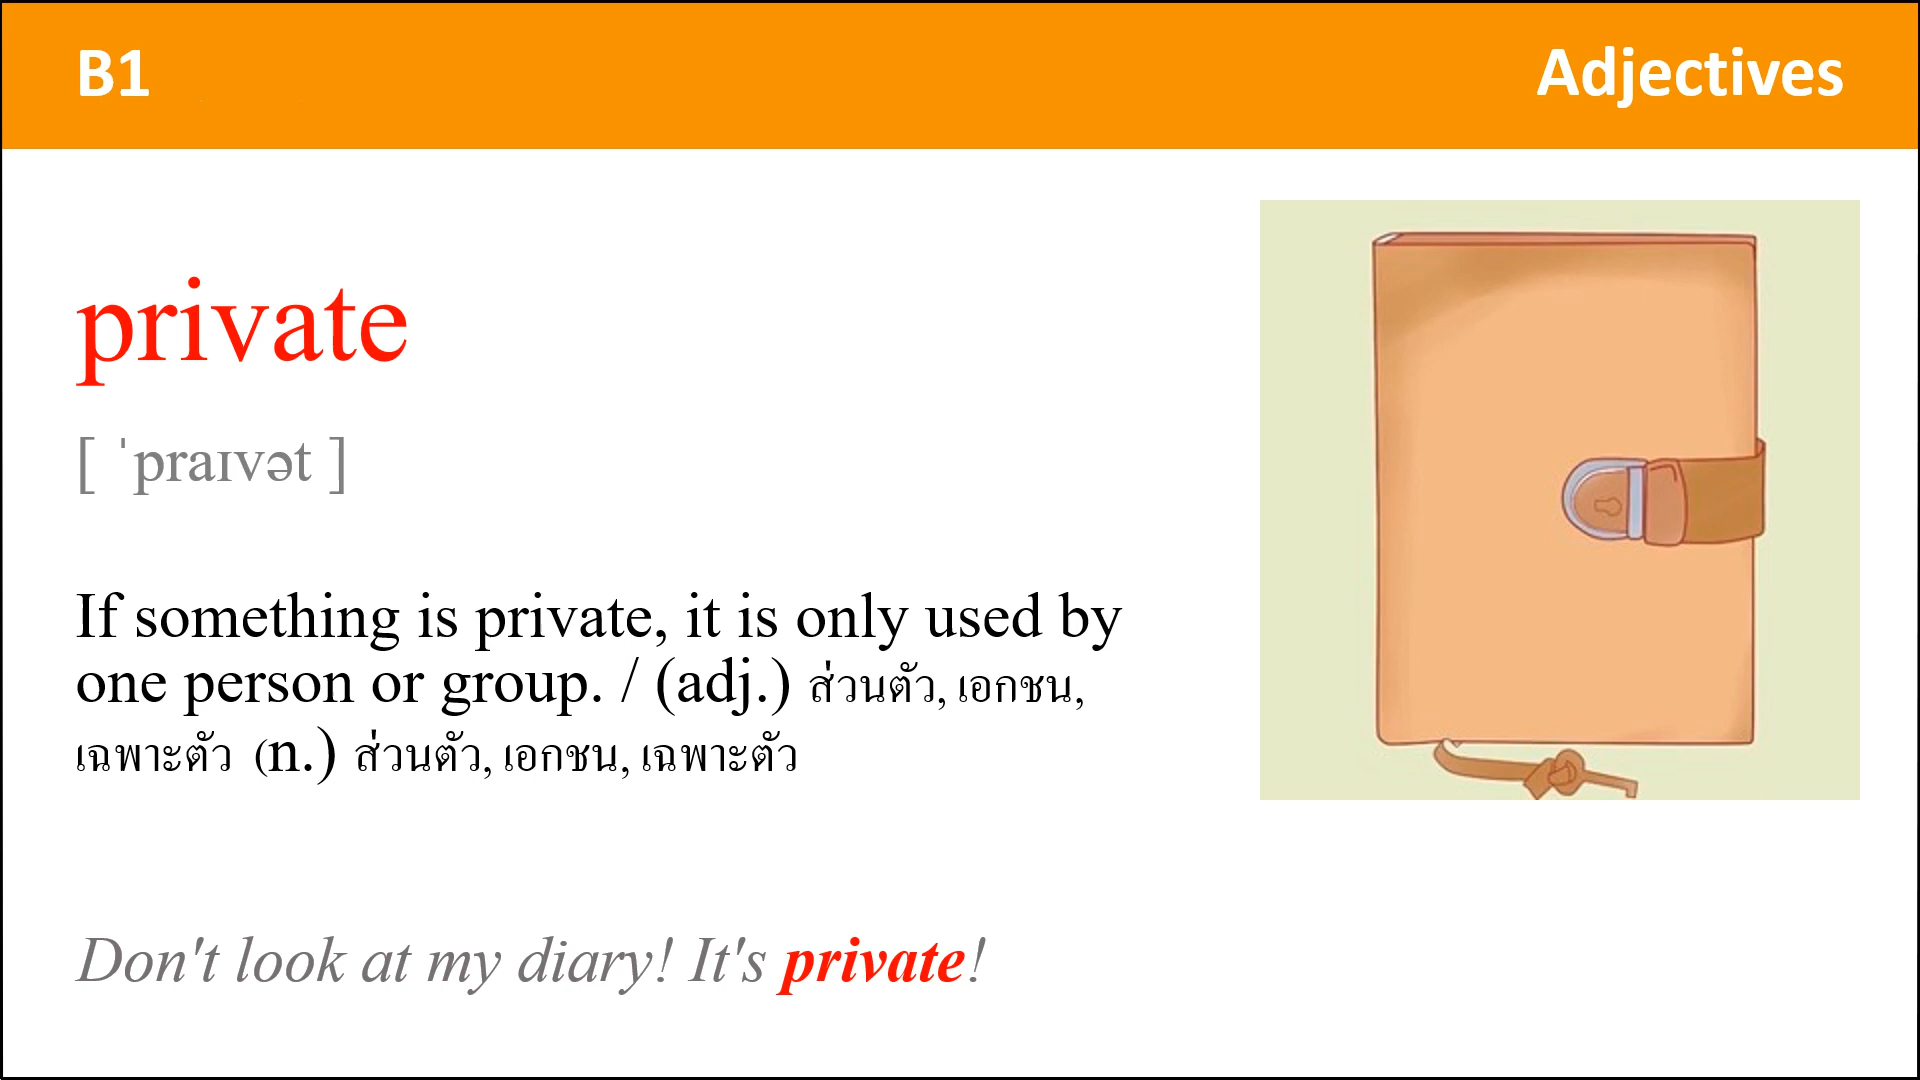 B1
Adjectives
private
[ ˈpraɪvət ]
If something is private, it is only used by
one person or group. / (adj.) ส่วนตัว, เอกชน,
เฉพาะตัว (n.) ส่วนตัว, เอกชน, เฉพาะตัว
Don't look at my diary! It's private!